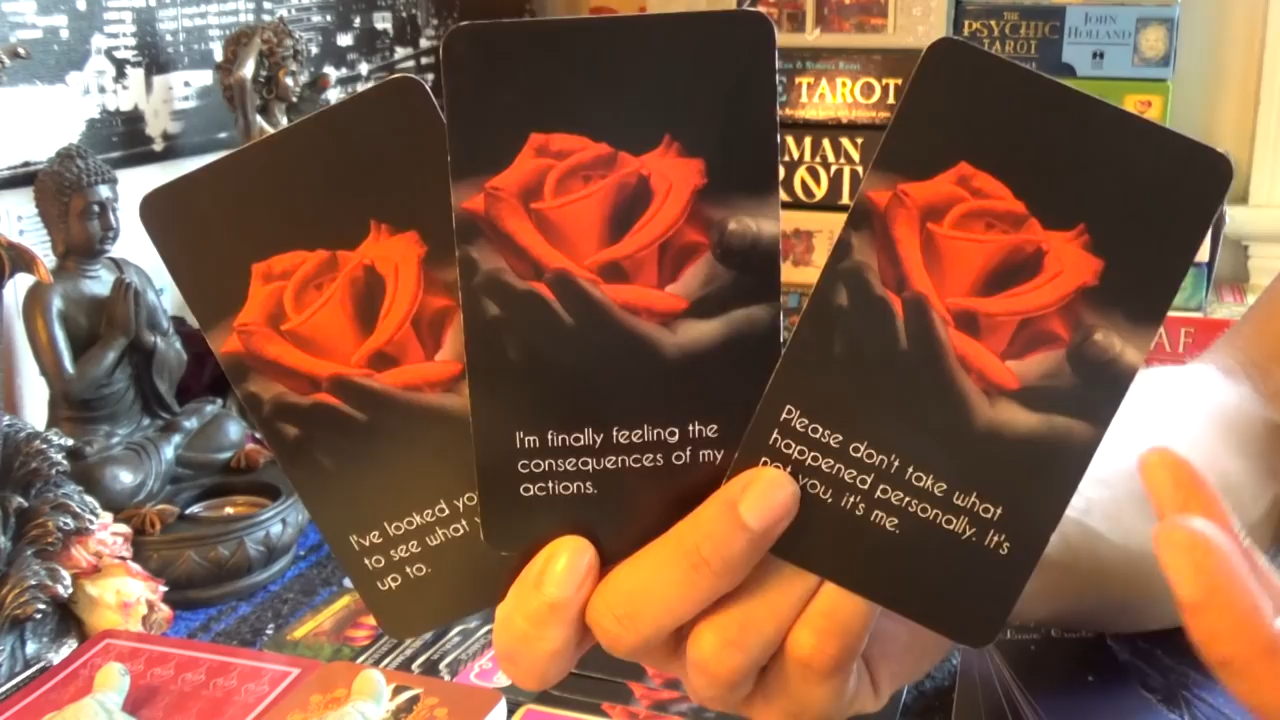 I've looked yo
to see what
up to.
I'm finally feeling the
consequences of my
actions.
Please don't take what
happened personally. It's
not you, it's me.
TAROT
MAN
ROT
THE
PSYCHIC
TAROT
JOHN
HOLLAND
AF